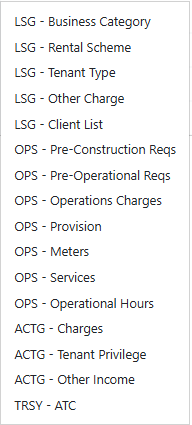 LSG - Business Category
LSG - Rental Scheme
LSG - Tenant Type
LSG - Other Charge
LSG - Client List
OPS - Pre-Construction Reqs
OPS - Pre-Operational Reqs
OPS - Operations Charges
OPS - Provision
OPS - Meters
OPS - Services
OPS - Operational Hours
ACTG - Charges
ACTG - Tenant Privilege
ACTG - Other Income
TRSY - ATC